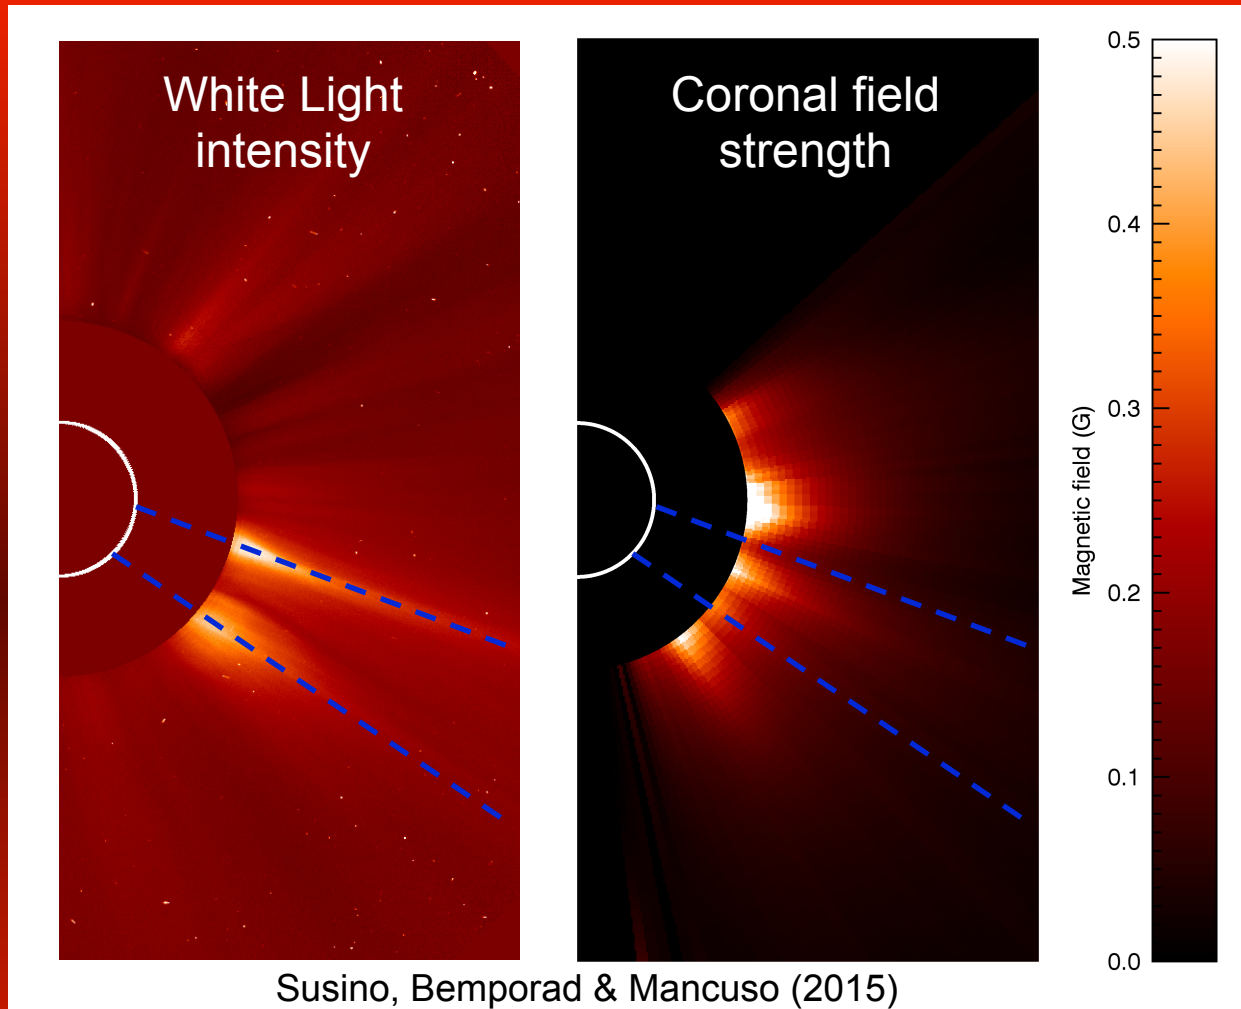 White Light
intensity
Coronal field
strength
0.5
0.4
0.3
0.2
0.1
0.0
Magnetic field (G)
Susino, Bemporad & Mancuso (2015)